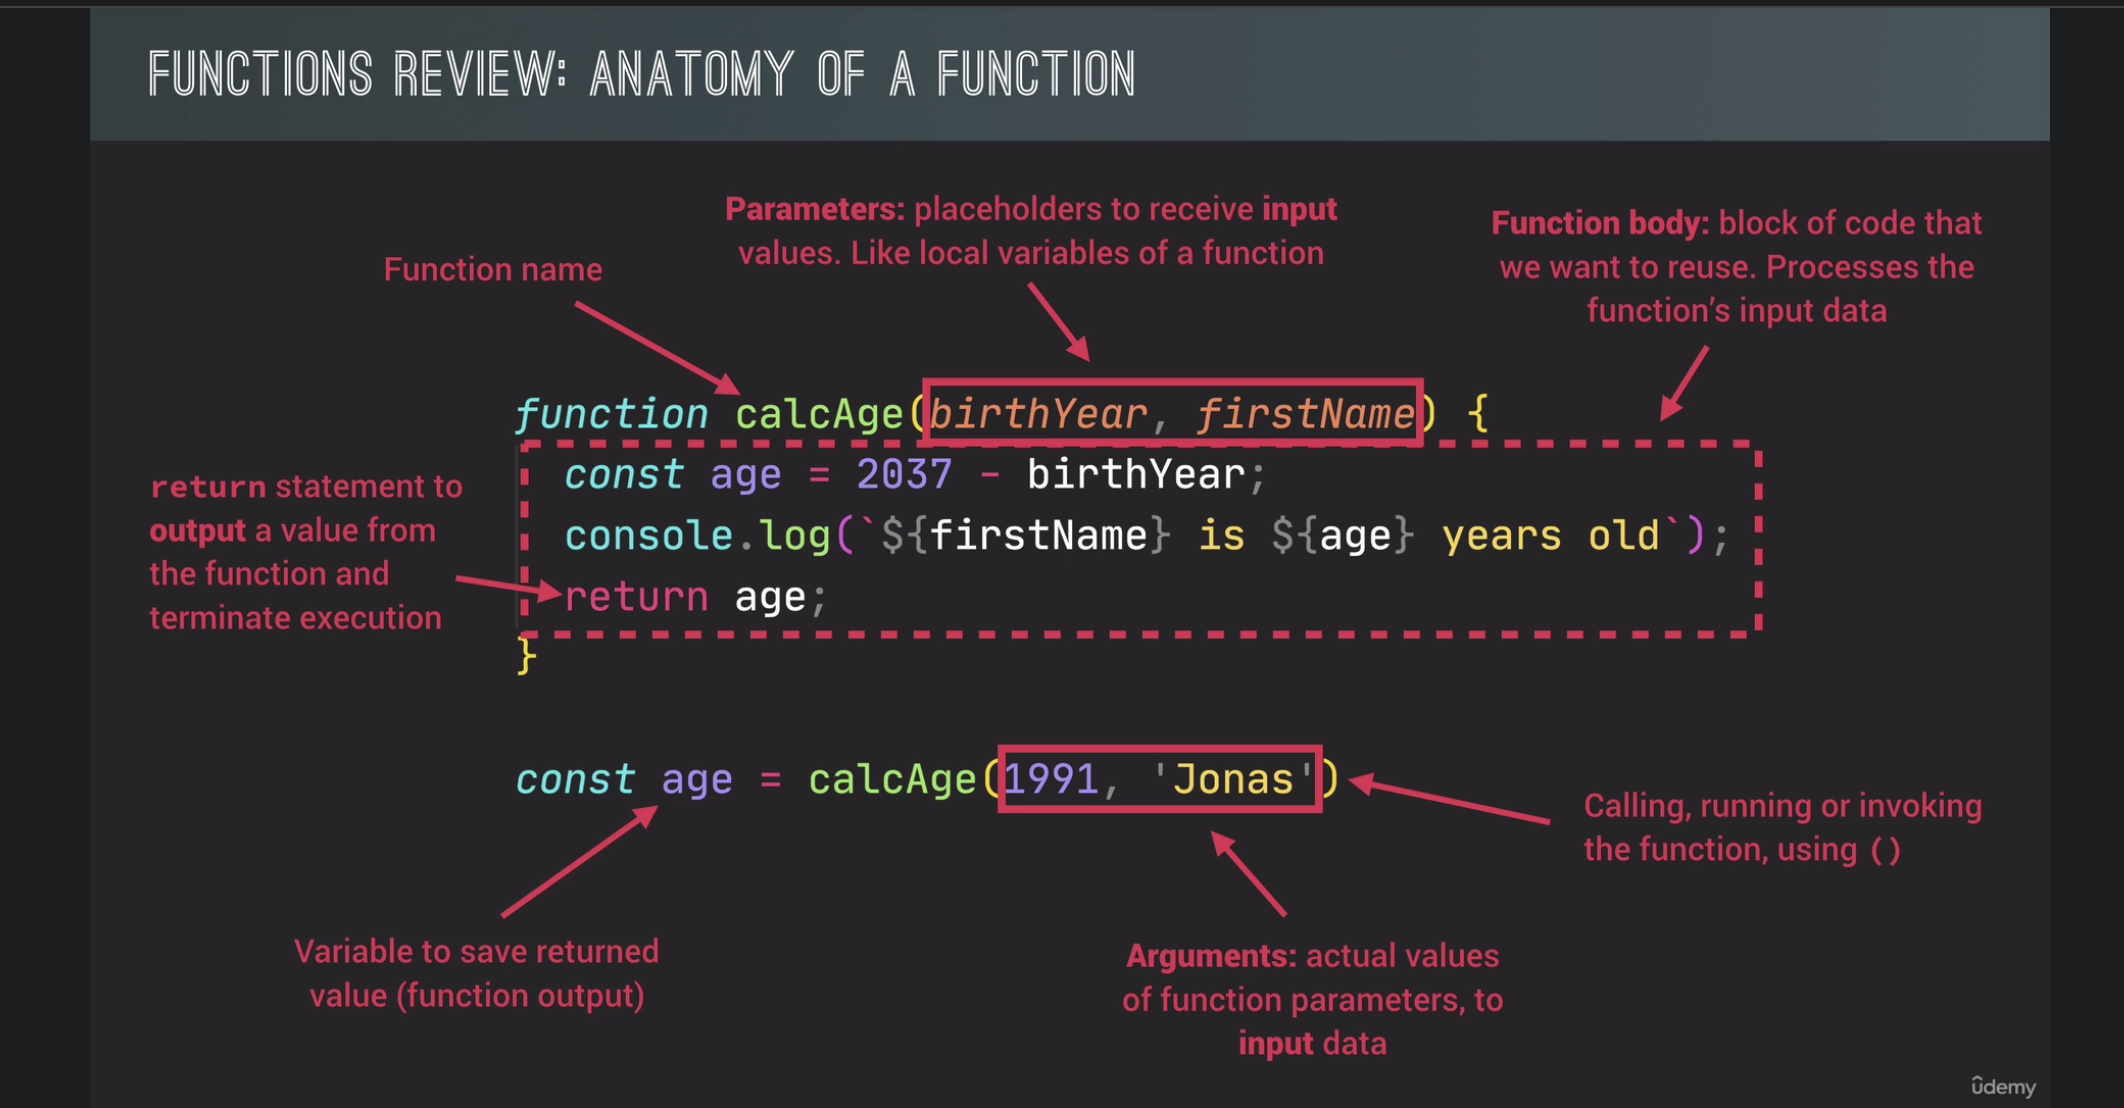 FUNCTIONS REVIEW: ANATOMY OF A FUNCTION
Parameters: placeholders to receive input
values. Like local variables of a function
Function body: block of code that
we want to reuse. Processes the
function’s input data
Function name
function calcAge(birthYear, firstName) {
const age = 2037 - birthYear;
console.log(`${firstName} is ${age} years old`);
return age;
}
return statement to
output a value from
the function and
terminate execution
const age = calcAge(1991, 'Jonas')
Calling, running or invoking
the function, using ()
Variable to save returned
value (function output)
Arguments: actual values
of function parameters, to
input data
ûdemy